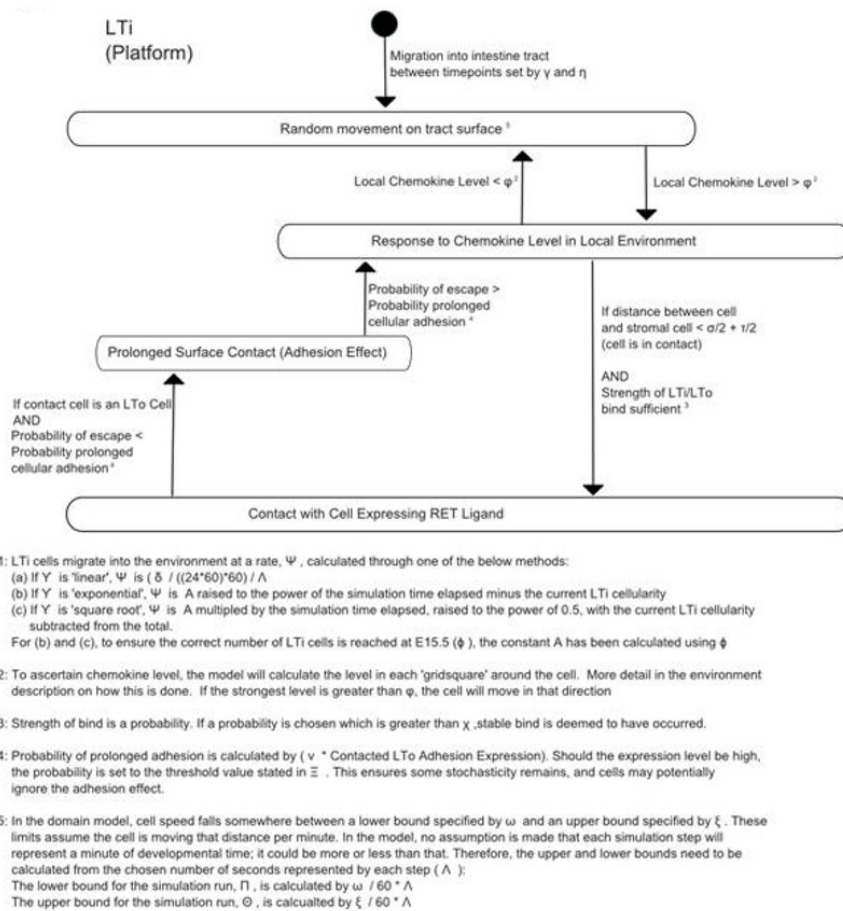 LTi
(Platform)
Migration into intestine tract
between timepoints set by γ and η
Random movement on tract surface ⁵
Local Chemokine Level < φ ²
Local Chemokine Level > φ ²
Response to Chemokine Level in Local Environment
Probability of escape >
Probability prolonged
cellular adhesion ⁴
If distance between cell
and stromal cell < σ/2 + τ/2
(cell is in contact)
AND
Strength of LTi/LTo
bind sufficient ³
Prolonged Surface Contact (Adhesion Effect)
If contact cell is an LTo Cell
AND
Probability of escape <
Probability prolonged
cellular adhesion ⁴
Contact with Cell Expressing RET Ligand
1: LTi cells migrate into the environment at a rate, Ψ , calculated through one of the below methods:
(a) If ϒ is 'linear', Ψ is ( δ / ((24*60)*60) / Λ
(b) If ϒ is 'exponential', Ψ is A raised to the power of the simulation time elapsed minus the current LTi cellularity
(c) If ϒ is 'square root', Ψ is A multipled by the simulation time elapsed, raised to the power of 0.5, with the current LTi cellularity
subtracted from the total.
For (b) and (c), to ensure the correct number of LTi cells is reached at E15.5 ( ϕ ), the constant A has been calculated using ϕ
2: To ascertain chemokine level, the model will calculate the level in each 'gridsquare' around the cell. More detail in the environment
description on how this is done. If the strongest level is greater than φ, the cell will move in that direction
3: Strength of bind is a probability. If a probability is chosen which is greater than χ ,stable bind is deemed to have occurred.
4: Probability of prolonged adhesion is calculated by ( ν * Contacted LTo Adhesion Expression). Should the expression level be high,
the probability is set to the threshold value stated in Ξ . This ensures some stochasticity remains, and cells may potentially
ignore the adhesion effect.
5: In the domain model, cell speed falls somewhere between a lower bound specified by ω and an upper bound specified by ξ . These
limits assume the cell is moving that distance per minute. In the model, no assumption is made that each simulation step will
represent a minute of developmental time; it could be more or less than that. Therefore, the upper and lower bounds need to be
calculated from the chosen number of seconds represented by each step ( Λ ):
The lower bound for the simulation run, Π , is calculated by ω / 60 * Λ
The upper bound for the simulation run, Θ , is calcualted by ξ / 60 * Λ